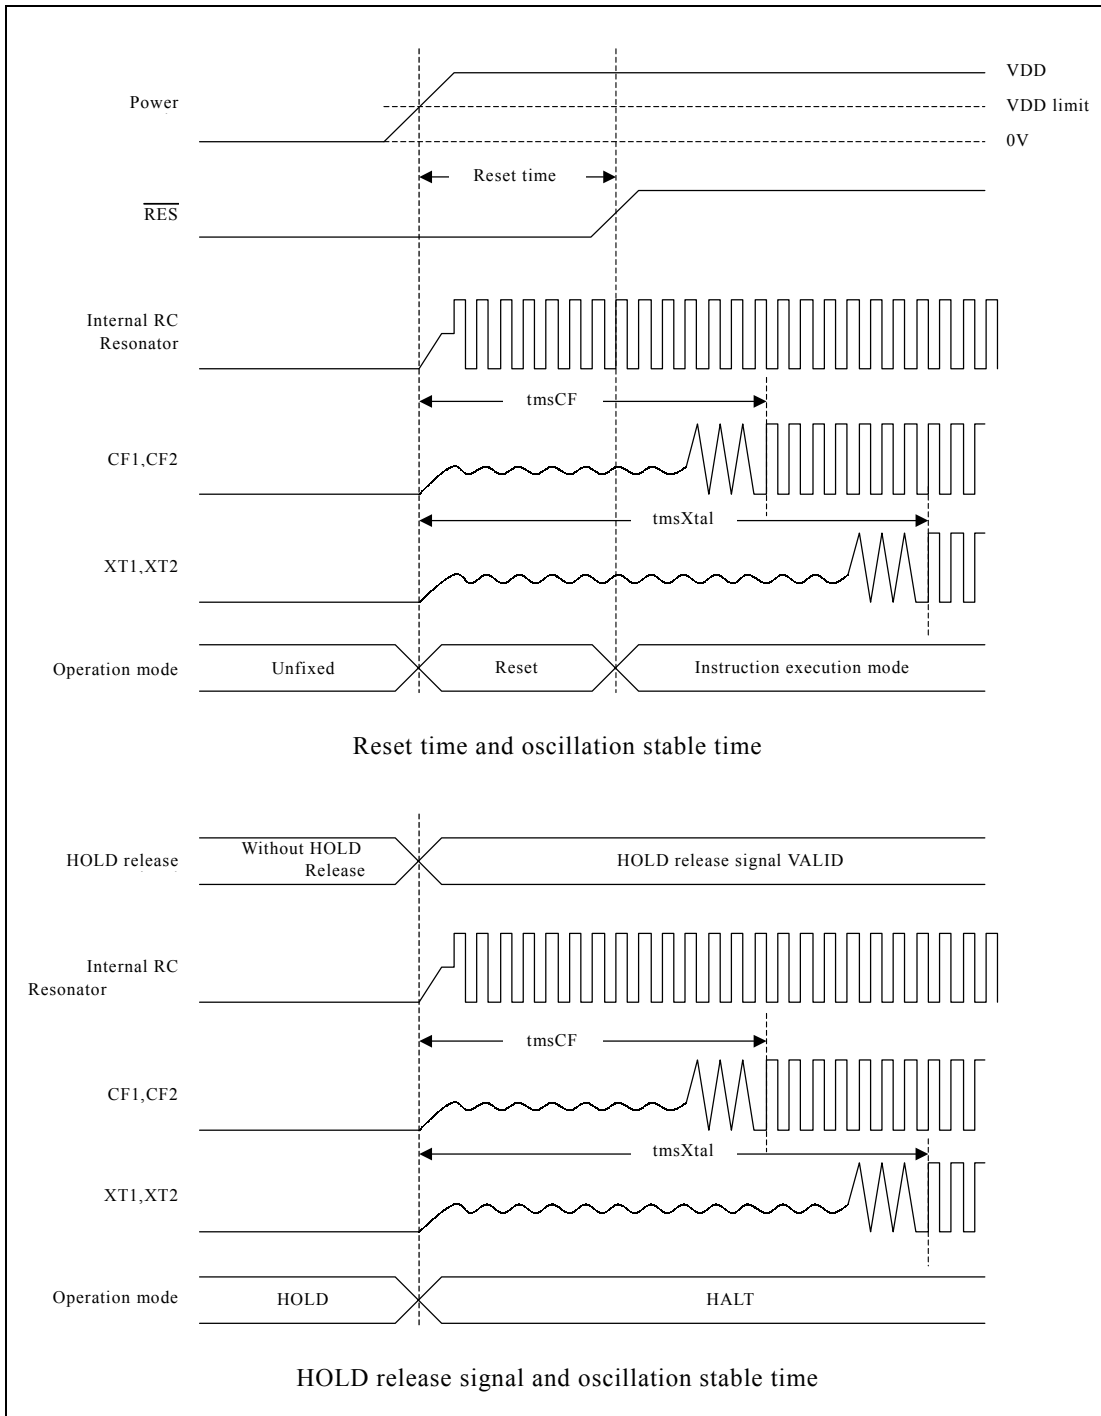 VDD
Power
VDD limit
0V
Reset time
RES
Internal RC
Resonator
tmsCF
CF1,CF2
tmsXtal
XT1,XT2
Operation mode
Unfixed
Reset
Instruction execution mode
Reset time and oscillation stable time
HOLD release
Without HOLD
Release
HOLD release signal VALID
Internal RC
Resonator
tmsCF
CF1,CF2
tmsXtal
XT1,XT2
Operation mode
HOLD
HALT
HOLD release signal and oscillation stable time